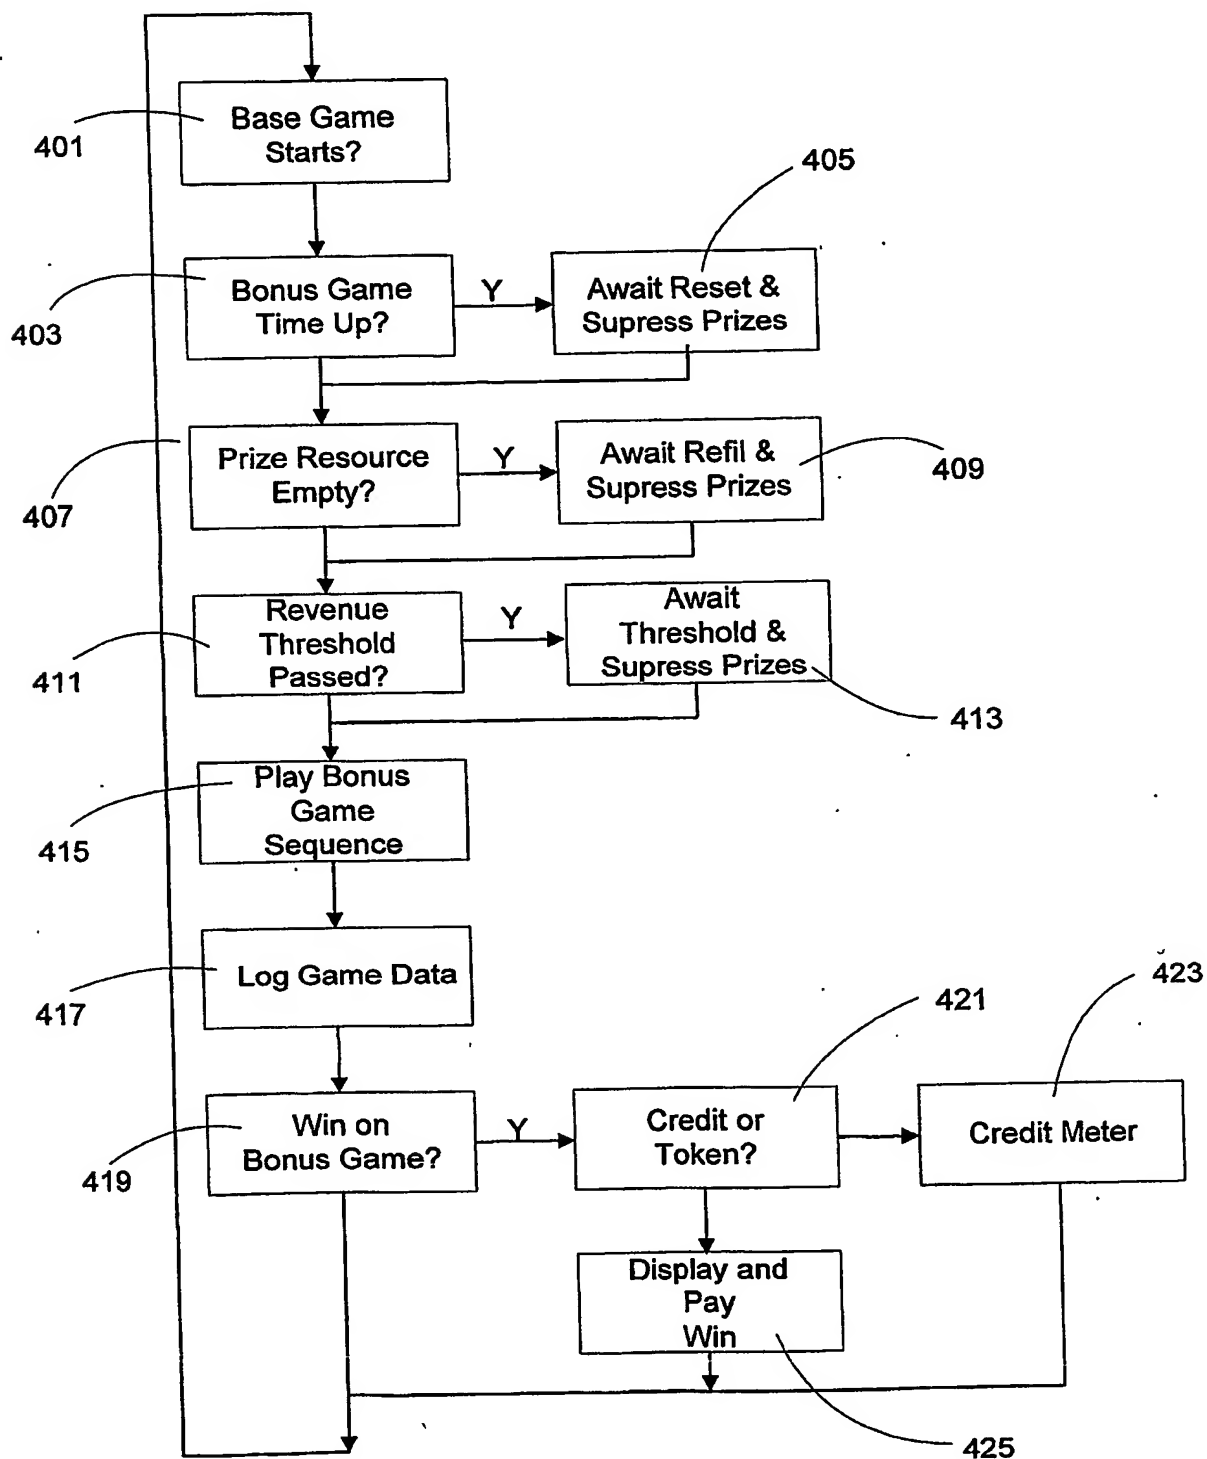 Base Game
Starts?
401
405
Bonus Game
Time Up?
Y
Await Reset &
Supress Prizes
403
Prize Resource
Empty?
Y
Await Refil &
Supress Prizes
409
407
Revenue
Threshold
Passed?
Y
Await
Threshold &
Supress Prizes
411
413
Play Bonus
Game
Sequence
415
Log Game Data
417
421
423
Win on
Bonus Game?
Y
Credit or
Token?
Credit Meter
419
Display and
Pay
Win
425